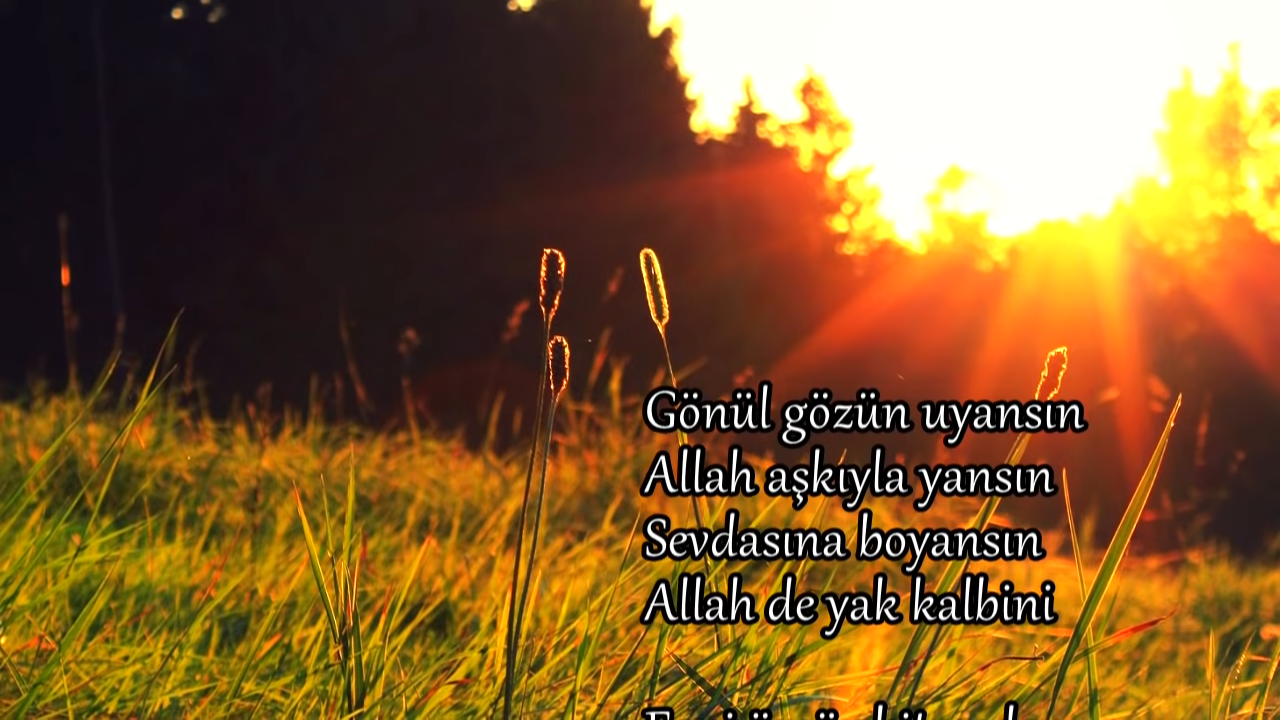 Gönül gözün uyansın
Allah aşkıyla yansın
Sevdasına boyansın
Allah de yak kalbini